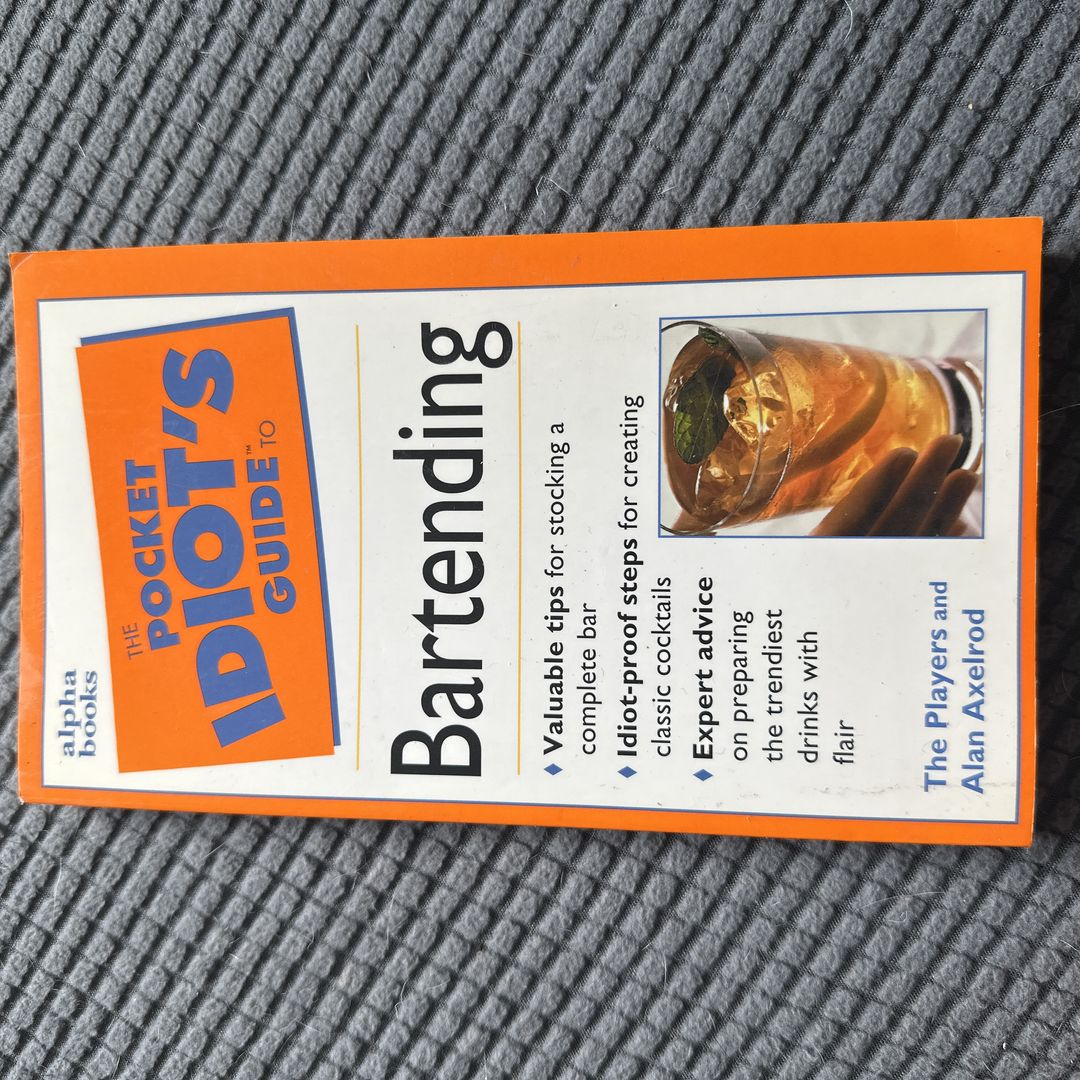 alpha
books
THE
POCKET
IDIOT'S
GUIDE™ TO
Bartending
♦ Valuable tips for stocking a
complete bar
♦ Idiot-proof steps for creating
classic cocktails
♦ Expert advice
on preparing
the trendiest
drinks with
flair
The Players and
Alan Axelrod